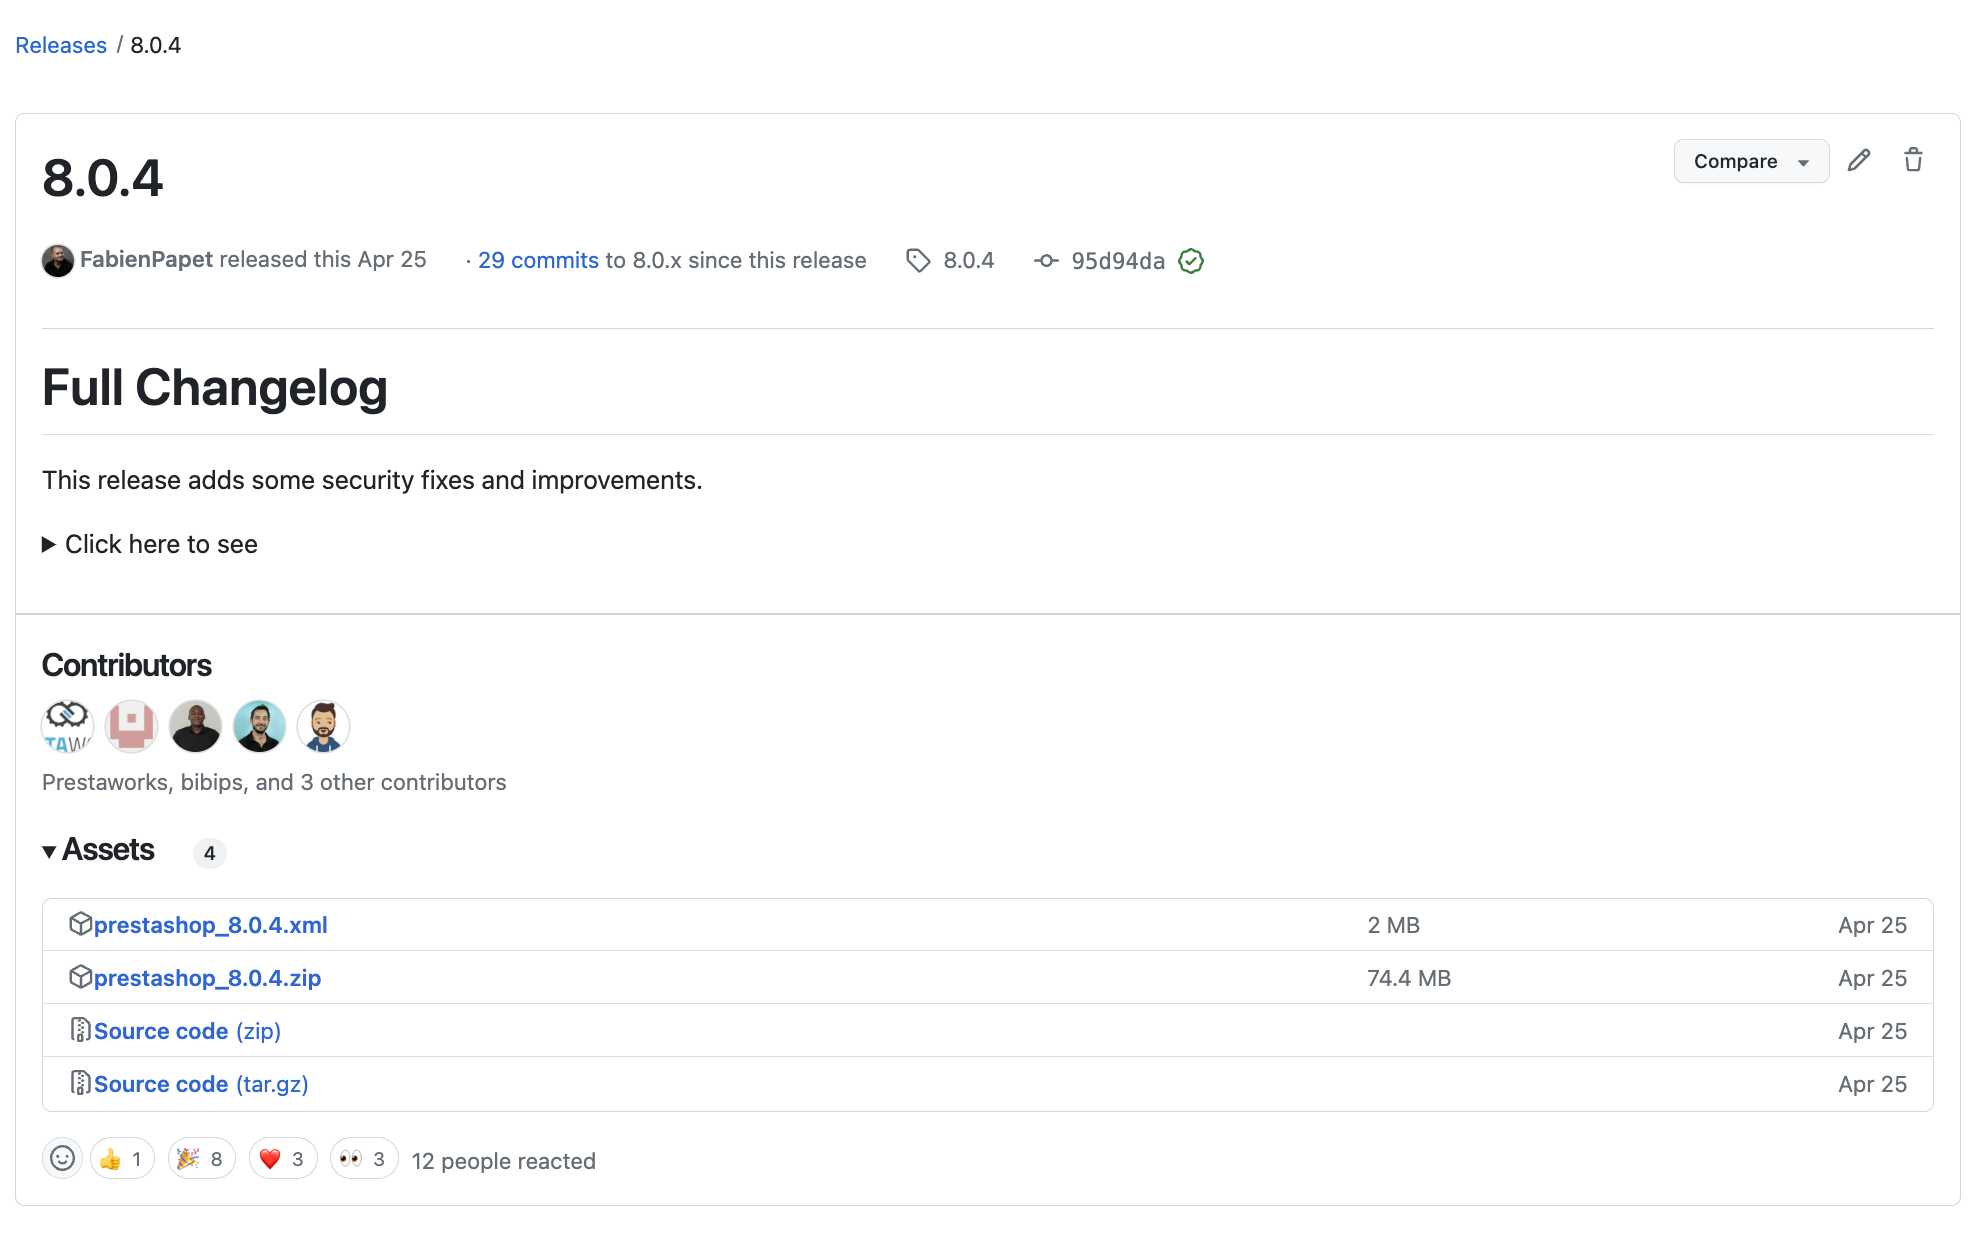 Releases / 8.0.4
8.0.4
Compare
FabienPapet released this Apr 25 · 29 commits to 8.0.x since this release 8.0.4 95d94da
Full Changelog
This release adds some security fixes and improvements.
Click here to see
Contributors
TAW
Prestaworks, bibips, and 3 other contributors
Assets 4
prestashop_8.0.4.xml 2 MB Apr 25
prestashop_8.0.4.zip 74.4 MB Apr 25
Source code (zip) Apr 25
Source code (tar.gz) Apr 25
👍 1 🎉 8 ❤️ 3 👀 3 12 people reacted